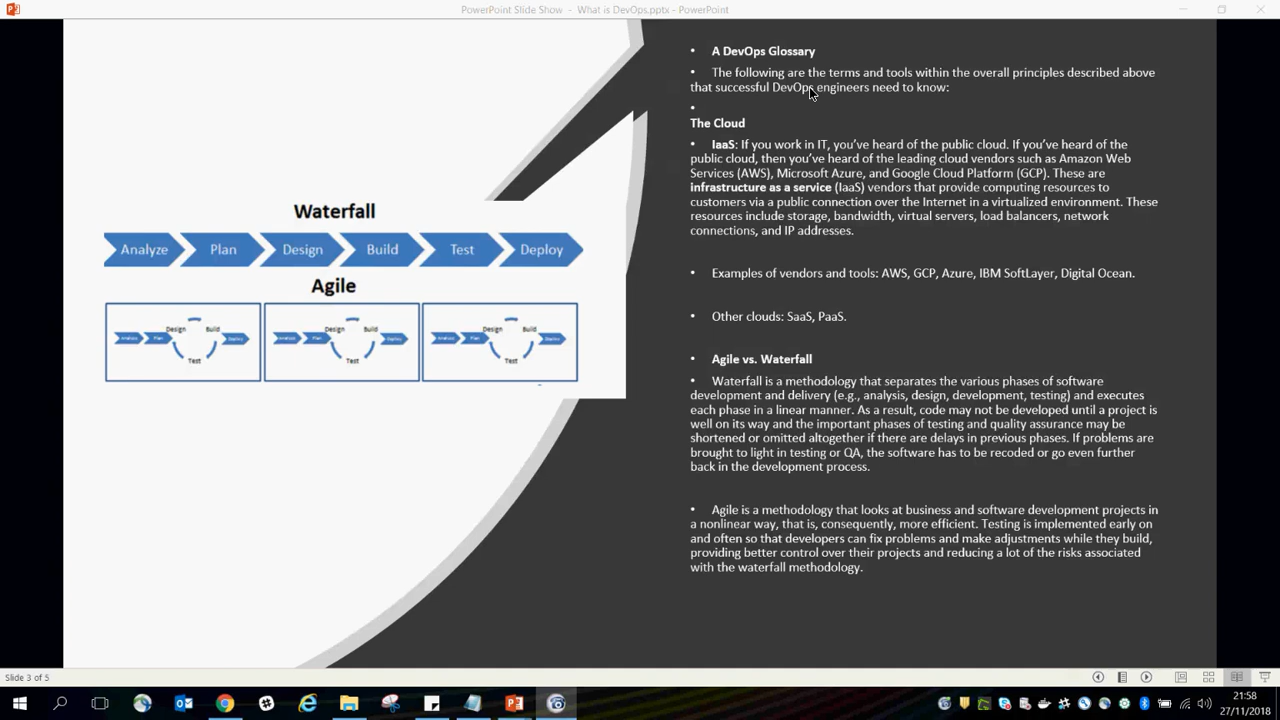 PowerPoint Slide Show - What is DevOps.pptx - PowerPoint
• A DevOps Glossary
• The following are the terms and tools within the overall principles described above
that successful DevOps engineers need to know:
•
The Cloud
• IaaS: If you work in IT, you’ve heard of the public cloud. If you’ve heard of the
public cloud, then you’ve heard of the leading cloud vendors such as Amazon Web
Services (AWS), Microsoft Azure, and Google Cloud Platform (GCP). These are
infrastructure as a service (IaaS) vendors that provide computing resources to
customers via a public connection over the Internet in a virtualized environment. These
resources include storage, bandwidth, virtual servers, load balancers, network
connections, and IP addresses.
• Examples of vendors and tools: AWS, GCP, Azure, IBM SoftLayer, Digital Ocean.
• Other clouds: SaaS, PaaS.
• Agile vs. Waterfall
• Waterfall is a methodology that separates the various phases of software
development and delivery (e.g., analysis, design, development, testing) and executes
each phase in a linear manner. As a result, code may not be developed until a project is
well on its way and the important phases of testing and quality assurance may be
shortened or omitted altogether if there are delays in previous phases. If problems are
brought to light in testing or QA, the software has to be recoded or go even further
back in the development process.
• Agile is a methodology that looks at business and software development projects in
a nonlinear way, that is, consequently, more efficient. Testing is implemented early on
and often so that developers can fix problems and make adjustments while they build,
providing better control over their projects and reducing a lot of the risks associated
with the waterfall methodology.
Waterfall
Analyze Plan Design Build Test Deploy
Agile
Design Build Design Build Design Build
Plan Deploy Plan Deploy Plan Deploy
Test Test Test
Slide 3 of 5
21:58
27/11/2018